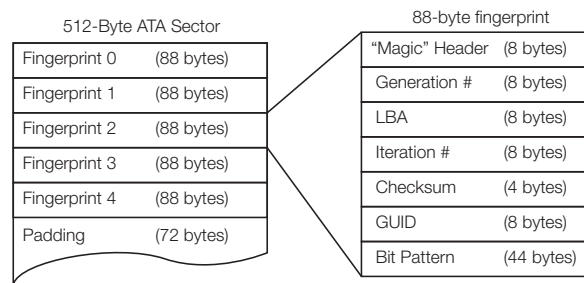 512-Byte ATA Sector
Fingerprint 0 (88 bytes)
Fingerprint 1 (88 bytes)
Fingerprint 2 (88 bytes)
Fingerprint 3 (88 bytes)
Fingerprint 4 (88 bytes)
Padding (72 bytes)
88-byte fingerprint
“Magic” Header (8 bytes)
Generation # (8 bytes)
LBA (8 bytes)
Iteration # (8 bytes)
Checksum (4 bytes)
GUID (8 bytes)
Bit Pattern (44 bytes)